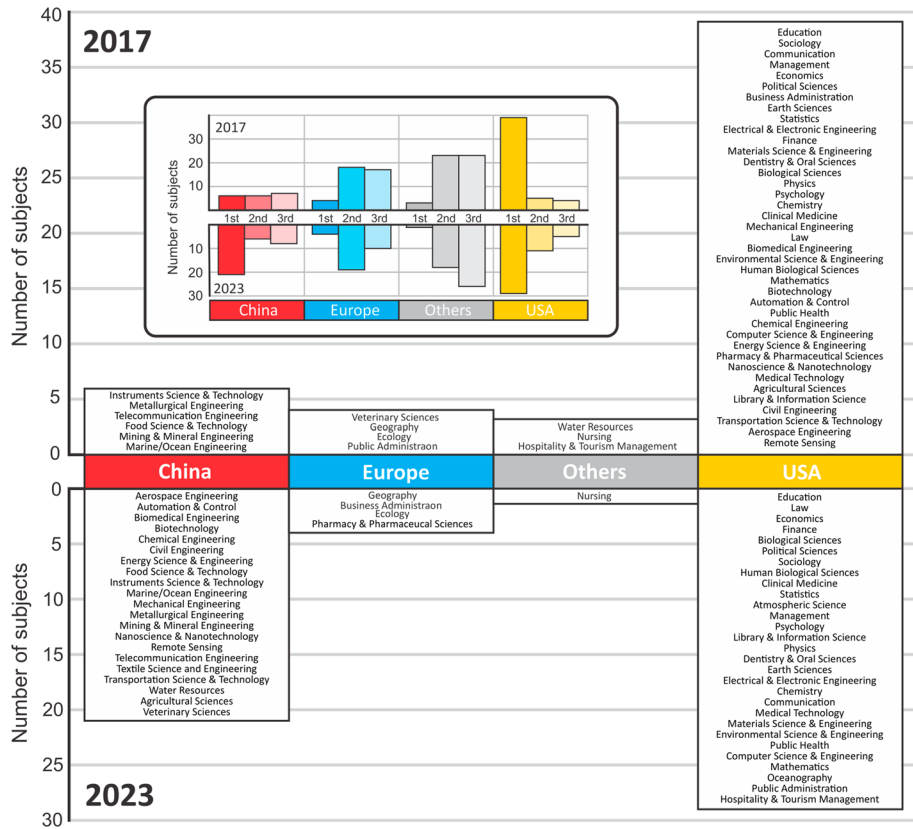 2017
Number of subjects
40
35
30
25
20
15
10
5
0
2017
Number of subjects
30
20
10
1st 2nd 3rd 1st 2nd 3rd 1st 2nd 3rd 1st 2nd 3rd
Number of subjects
10
20
30
2023
China Europe Others USA
Instruments Science & Technology
Metallurgical Engineering
Telecommunication Engineering
Food Science & Technology
Mining & Mineral Engineering
Marine/Ocean Engineering
Veterinary Sciences
Geography
Ecology
Public Administraon
Water Resources
Nursing
Hospitality & Tourism Management
Education
Sociology
Communication
Management
Economics
Political Sciences
Business Administration
Earth Sciences
Statistics
Electrical & Electronic Engineering
Finance
Materials Science & Engineering
Dentistry & Oral Sciences
Biological Sciences
Physics
Psychology
Chemistry
Clinical Medicine
Mechanical Engineering
Law
Biomedical Engineering
Environmental Science & Engineering
Human Biological Sciences
Mathematics
Biotechnology
Automation & Control
Public Health
Chemical Engineering
Computer Science & Engineering
Energy Science & Engineering
Pharmacy & Pharmaceutical Sciences
Nanoscience & Nanotechnology
Medical Technology
Agricultural Sciences
Library & Information Science
Civil Engineering
Transportation Science & Technology
Aerospace Engineering
Remote Sensing
China Europe Others USA
0
5
10
15
20
25
30
Number of subjects
Aerospace Engineering
Automation & Control
Biomedical Engineering
Biotechnology
Chemical Engineering
Civil Engineering
Energy Science & Engineering
Food Science & Technology
Instruments Science & Technology
Marine/Ocean Engineering
Mechanical Engineering
Metallurgical Engineering
Mining & Mineral Engineering
Nanoscience & Nanotechnology
Remote Sensing
Telecommunication Engineering
Textile Science and Engineering
Transportation Science & Technology
Water Resources
Agricultural Sciences
Veterinary Sciences
Geography
Business Administraon
Ecology
Pharmacy & Pharmaceucal Sciences
Nursing
Education
Law
Economics
Finance
Biological Sciences
Political Sciences
Sociology
Human Biological Sciences
Clinical Medicine
Statistics
Atmospheric Science
Management
Psychology
Library & Information Science
Physics
Dentistry & Oral Sciences
Earth Sciences
Electrical & Electronic Engineering
Chemistry
Communication
Medical Technology
Materials Science & Engineering
Environmental Science & Engineering
Public Health
Computer Science & Engineering
Mathematics
Oceanography
Public Administration
Hospitality & Tourism Management
2023